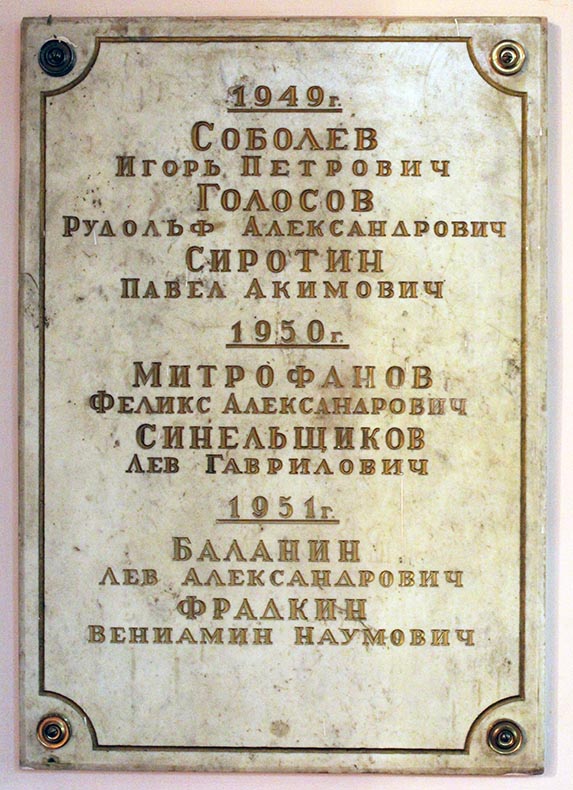 1949г.
СОБОЛЕВ
ИГОРЬ ПЕТРОВИЧ
ГОЛОСОВ
РУДОЛЬФ АЛЕКСАНДРОВИЧ
СИРОТИН
ПАВЕЛ АКИМОВИЧ
1950г.
МИТРОФАНОВ
ФЕЛИКС АЛЕКСАНДРОВИЧ
СИНЕЛЬЩИКОВ
ЛЕВ ГАВРИЛОВИЧ
1951г.
БАЛАНИН
ЛЕВ АЛЕКСАНДРОВИЧ
ФРАДКИН
ВЕНИАМИН НАУМОВИЧ